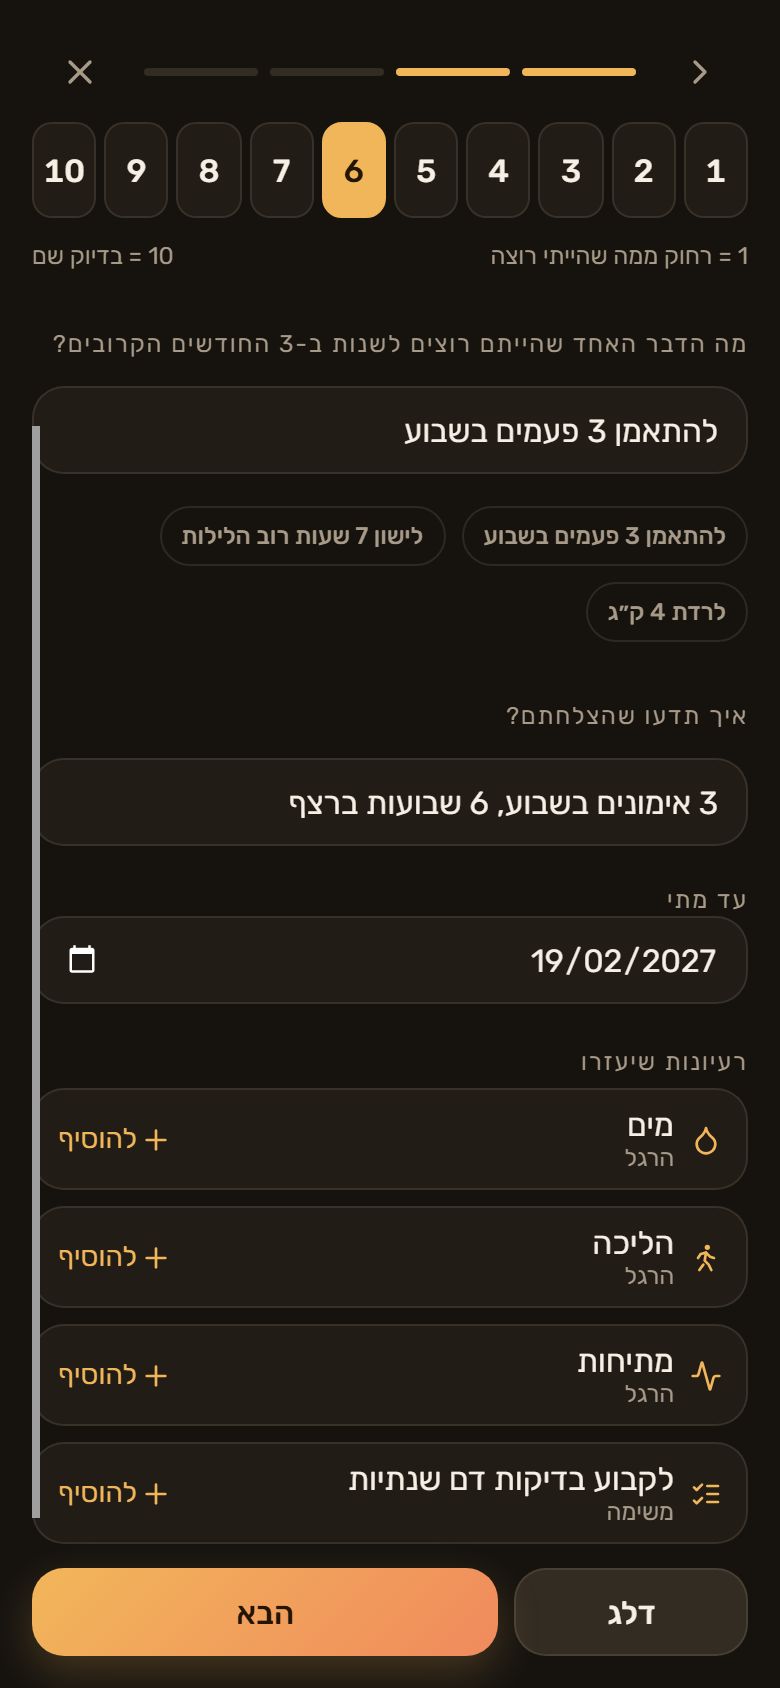 1 2 3 4 5 6 7 8 9 10
1 = רחוק ממה שהייתי רוצה
10 = בדיוק שם
מה הדבר האחד שהייתם רוצים לשנות ב-3 החודשים הקרובים?
להתאמן 3 פעמים בשבוע
להתאמן 3 פעמים בשבוע
לישון 7 שעות רוב הלילות
לרדת 4 ק״ג
איך תדעו שהצלחתם?
3 אימונים בשבוע, 6 שבועות ברצף
עד מתי
19/02/2027
רעיונות שיעזרו
מים
הרגל
+ להוסיף
הליכה
הרגל
+ להוסיף
מתיחות
הרגל
+ להוסיף
לקבוע בדיקות דם שנתיות
משימה
+ להוסיף
דלג
הבא